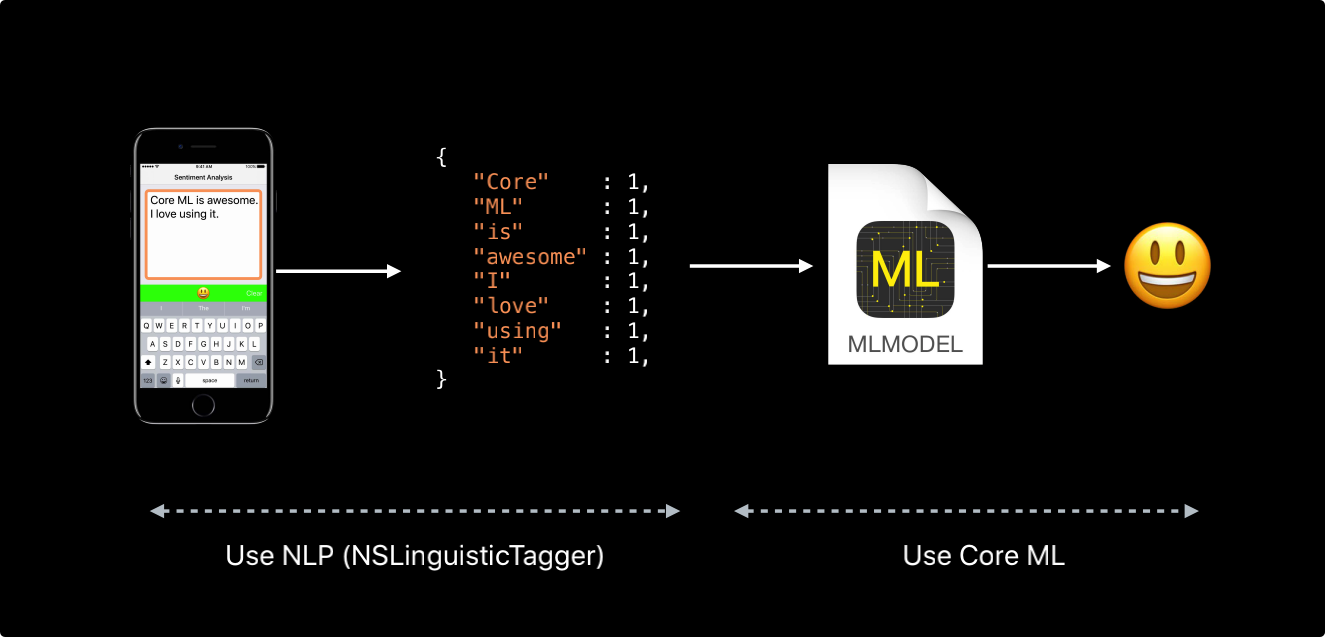 9:41 AM 100%
Sentiment Analysis
Core ML is awesome.
I love using it.
Clear
I The I'm
Q W E R T Y U I O P
A S D F G H J K L
Z X C V B N M
123 space return
{
"Core" : 1,
"ML" : 1,
"is" : 1,
"awesome" : 1,
"I" : 1,
"love" : 1,
"using" : 1,
"it" : 1,
}
ML
MLMODEL
Use NLP (NSLinguisticTagger)
Use Core ML